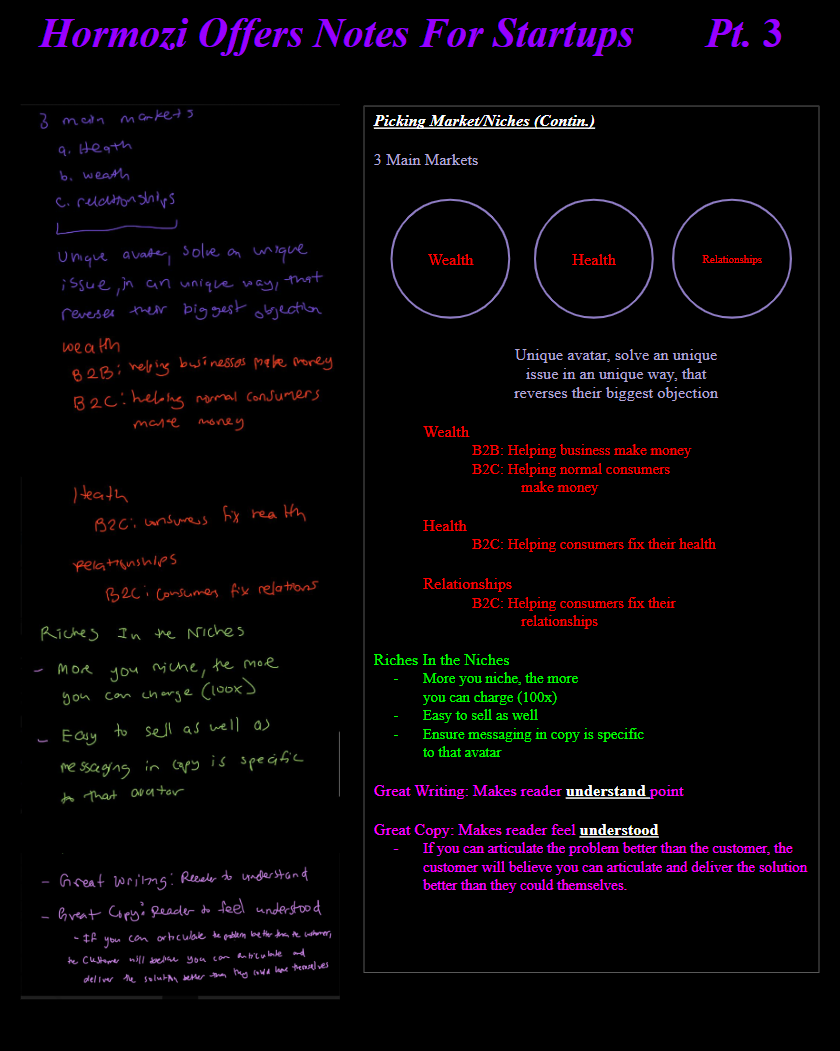 Hormozi Offers Notes For Startups Pt. 3
3 main markets
a. Heath
b. weath
c. relationships
Unique avate, solve an unique
issue, in an unique way, that
reverses their biggest objection
weath
B2B: helping businesses make money
B2C: helping normal consumers
make money
Heath
B2C: consumers fix health
relationships
B2C: consumer fix relations
Riches In the Niches
- More you niche, the more
you can charge (100x)
- Easy to sell as well as
messaging in copy is specific
to that avatar
- Great Writing: Reader to understand
- Great Copy: Reader to feel understood
- If you can articulate the problem better than the customer,
the customer will believe you can articulate and
deliver the solution better than they could have themselves
Picking Market/Niches (Contin.)
3 Main Markets
Wealth Health Relationships
Unique avatar, solve an unique
issue in an unique way, that
reverses their biggest objection
Wealth
B2B: Helping business make money
B2C: Helping normal consumers
make money
Health
B2C: Helping consumers fix their health
Relationships
B2C: Helping consumers fix their
relationships
Riches In the Niches
- More you niche, the more
you can charge (100x)
- Easy to sell as well
- Ensure messaging in copy is specific
to that avatar
Great Writing: Makes reader understand point
Great Copy: Makes reader feel understood
- If you can articulate the problem better than the customer, the
customer will believe you can articulate and deliver the solution
better than they could themselves.